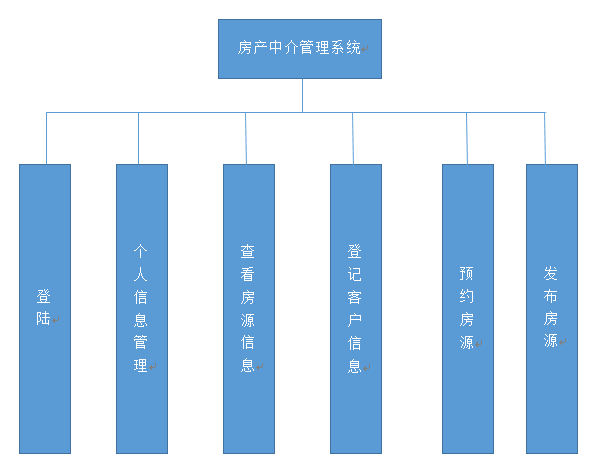 房产中介管理系统
登陆
个人信息管理
查看房源信息
登记客户信息
预约房源
发布房源